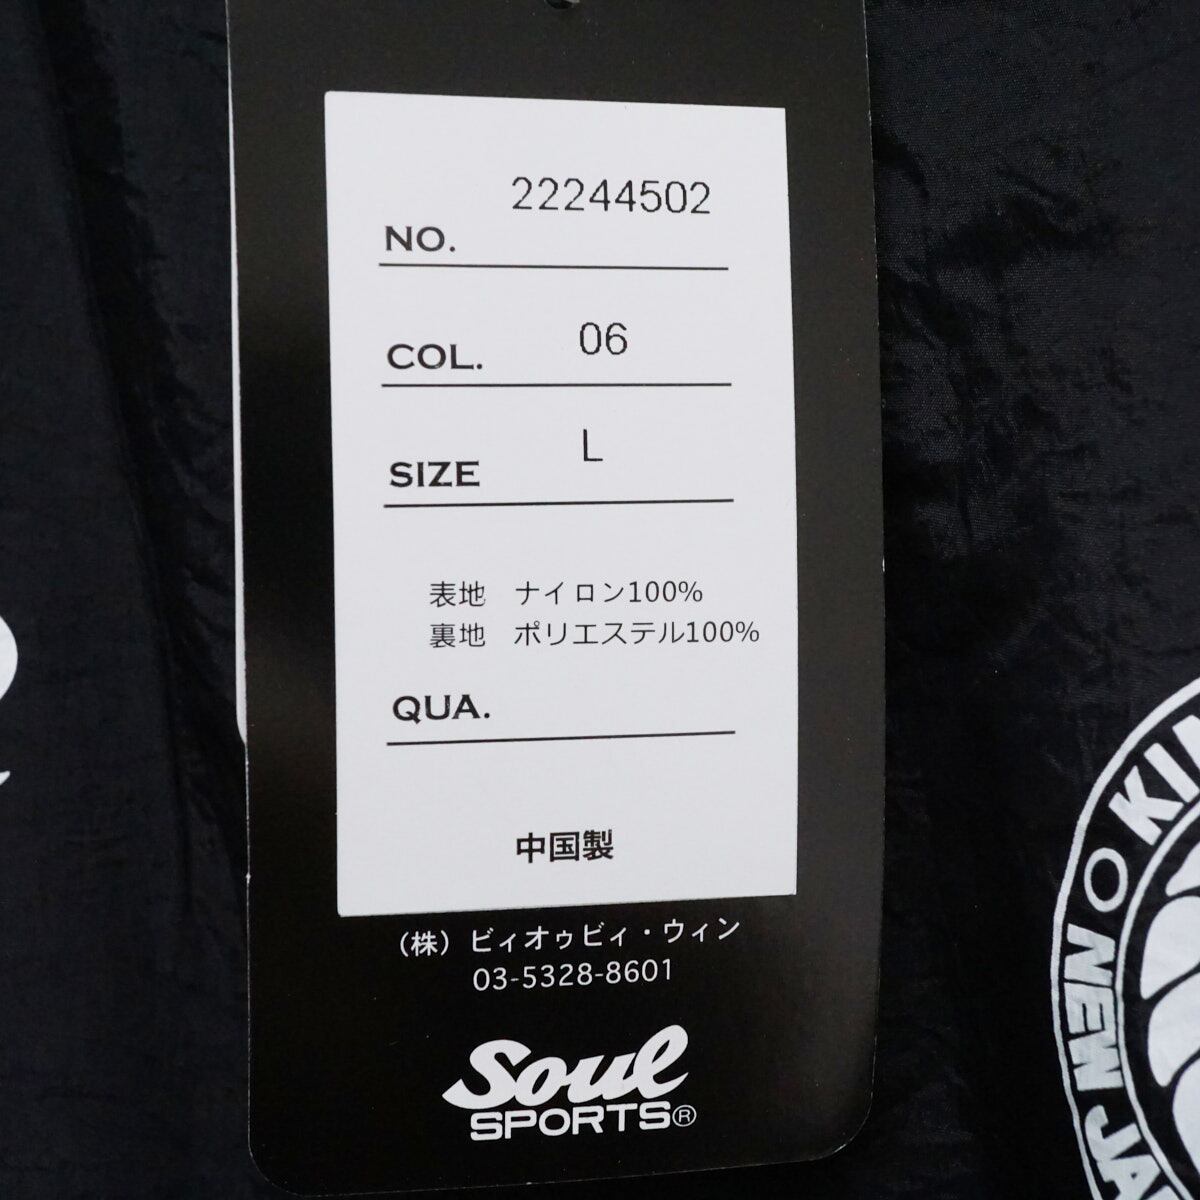 22244502
NO.
06
COL.
L
SIZE
表地　ナイロン100%
裏地　ポリエステル100%
QUA.
中国製
（株）ビィオゥビィ・ウィン
03-5328-8601
Soul
SPORTS®
NEW